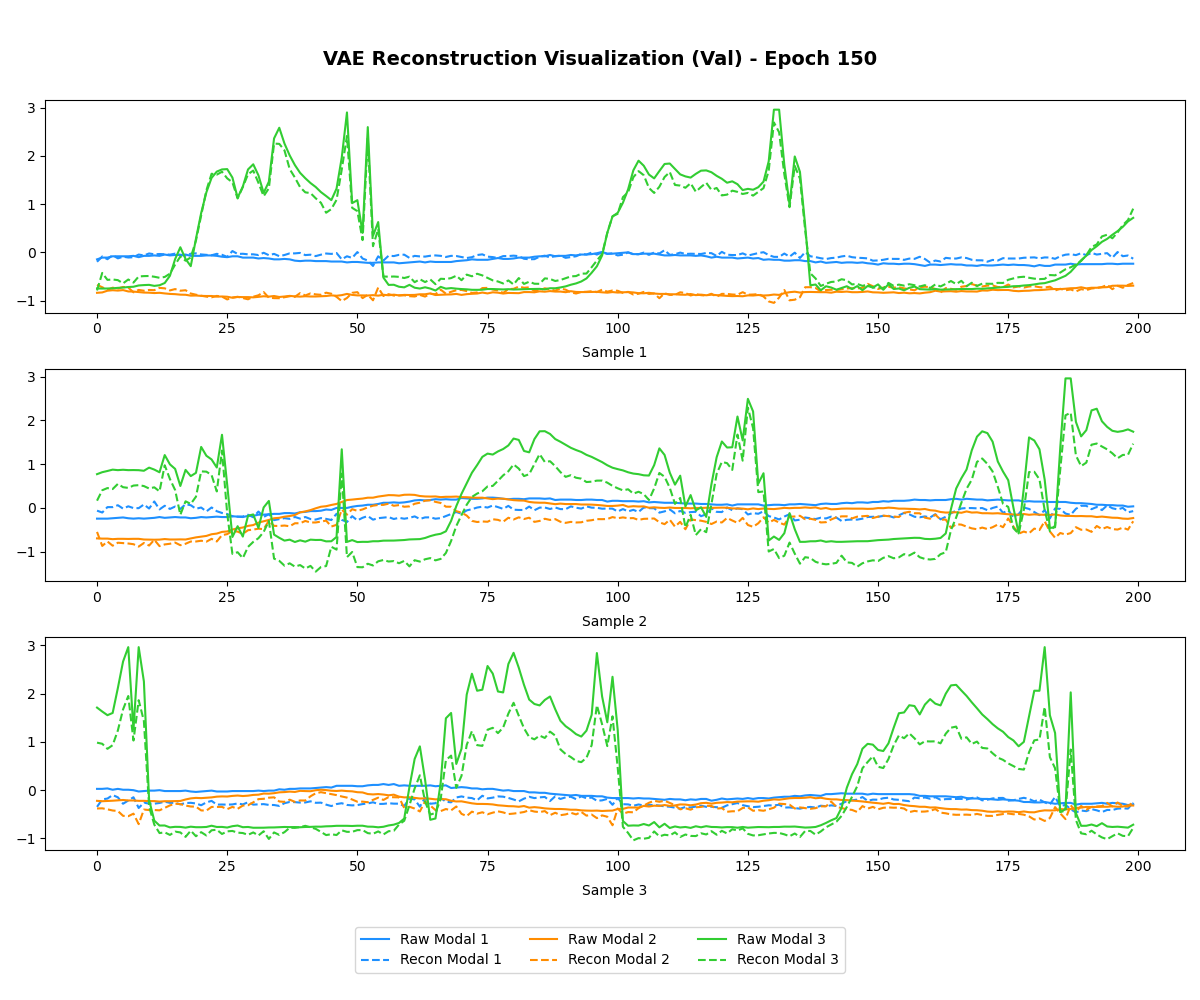 VAE Reconstruction Visualization (Val) - Epoch 150
3
2
1
0
−1
0 25 50 75 100 125 150 175 200
Sample 1
3
2
1
0
−1
0 25 50 75 100 125 150 175 200
Sample 2
3
2
1
0
−1
0 25 50 75 100 125 150 175 200
Sample 3
Raw Modal 1 Raw Modal 2 Raw Modal 3
Recon Modal 1 Recon Modal 2 Recon Modal 3